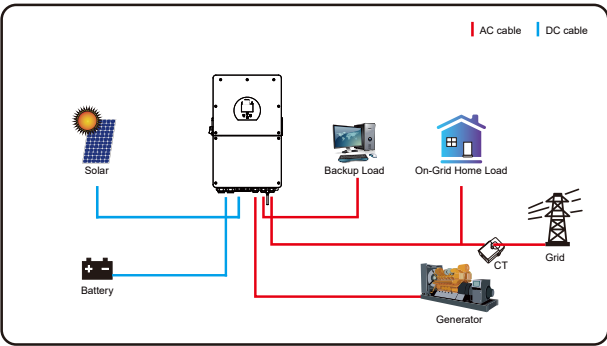 AC cable
DC cable
Solar
Backup Load
On-Grid Home Load
Grid
CT
Battery
Generator